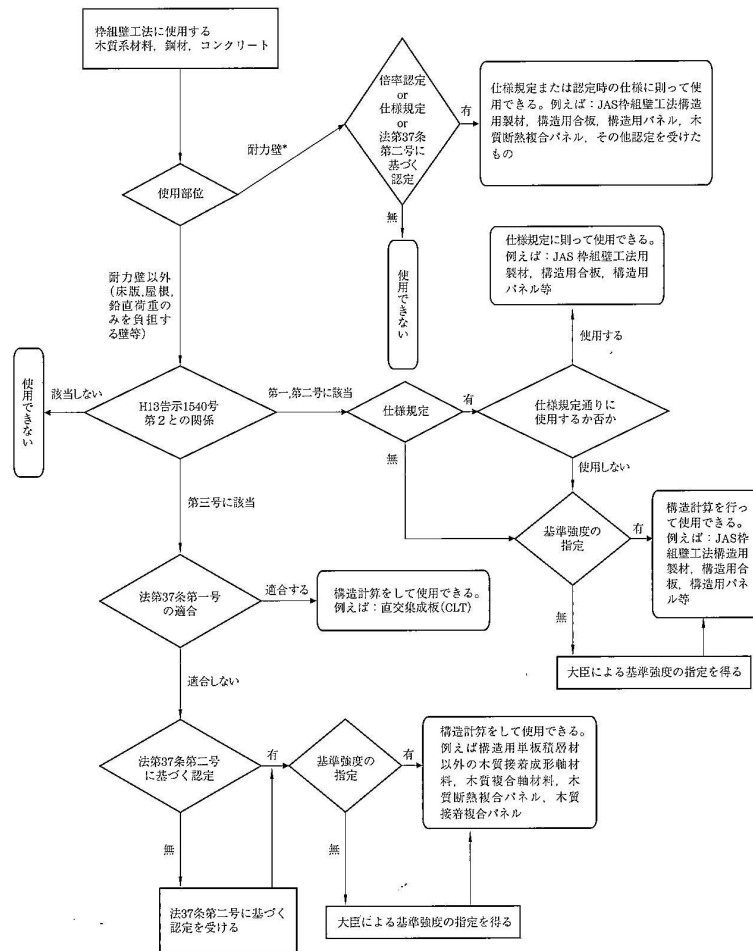 枠組壁工法に使用する
木質系材料，鋼材，コンクリート
使用部位
耐力壁*
倍率認定
or
仕様規定
or
法第37条
第二号に
基づく
認定
有
仕様規定または認定時の仕様に則って使
用できる。例えば：JAS枠組壁工法構造
用製材，構造用合板，構造用パネル，木
質断熱複合パネル，その他認定を受けた
もの
無
使用できない
耐力壁以外
（床版,屋根,
鉛直荷重の
みを負担す
る壁等）
仕様規定に則って使用できる。
例えば：JAS 枠組壁工法用
製材，構造用合板，構造用
パネル等
使用する
使用できない
該当しない
H13告示1540号
第２との関係
第一,第二号に該当
仕様規定
有
仕様規定通りに
使用するか否か
無
使用しない
第三号に該当
基準強度の
指定
有
構造計算を行っ
て使用できる。
例えば：JAS枠
組壁工法構造用
製材，構造用合
板，構造用パネ
ル等
無
大臣による基準強度の指定を得る
法第37条第一号
の適合
適合する
構造計算をして使用できる。
例えば：直交集成板(CLT)
適合しない
法第37条第二号
に基づく認定
有
基準強度の
指定
有
構造計算をして使用できる。
例えば構造用単板積層材
以外の木質接着成形軸材
料，木質複合軸材料，木
質断熱複合パネル，木質
接着複合パネル
無
無
法37条第二号に基づく
認定を受ける
大臣による基準強度の指定を得る